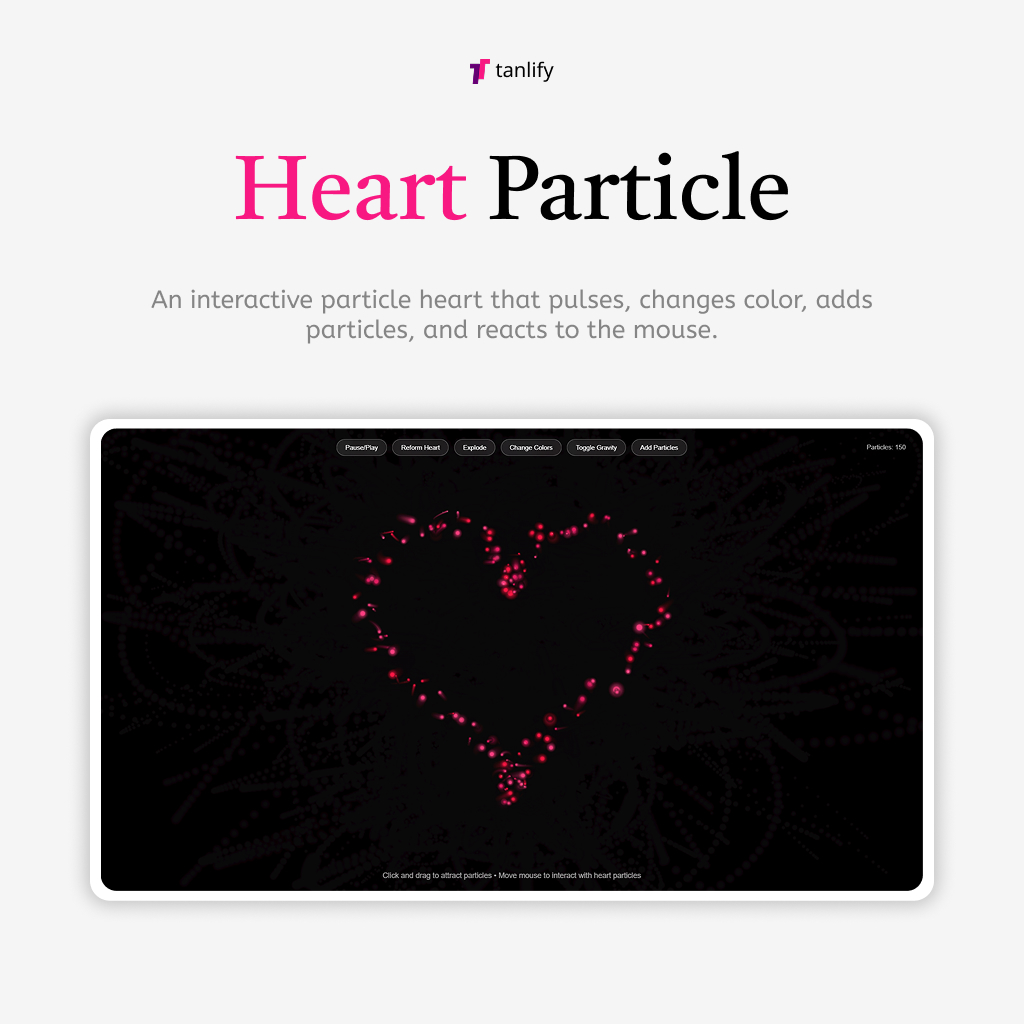 tanlify
Heart Particle
An interactive particle heart that pulses, changes color, adds
particles, and reacts to the mouse.
Pause/Play Reform Heart Explode Change Colors Toggle Gravity Add Particles Particles: 150
Click and drag to attract particles • Move mouse to interact with heart particles